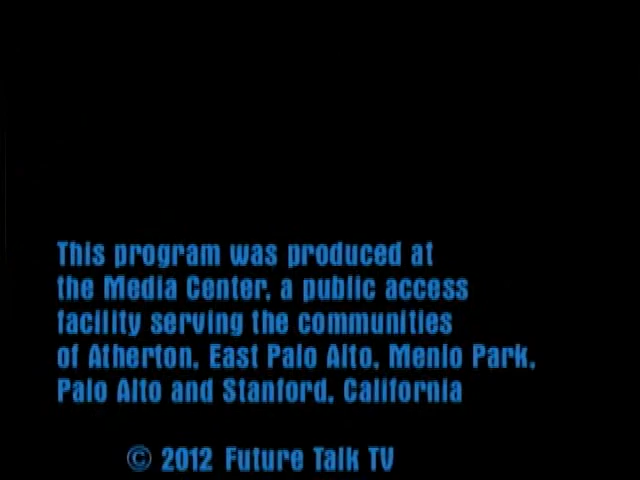 This program was produced at
the Media Center, a public access
facility serving the communities
of Atherton, East Palo Alto, Menlo Park,
Palo Alto and Stanford, California
© 2012 Future Talk TV